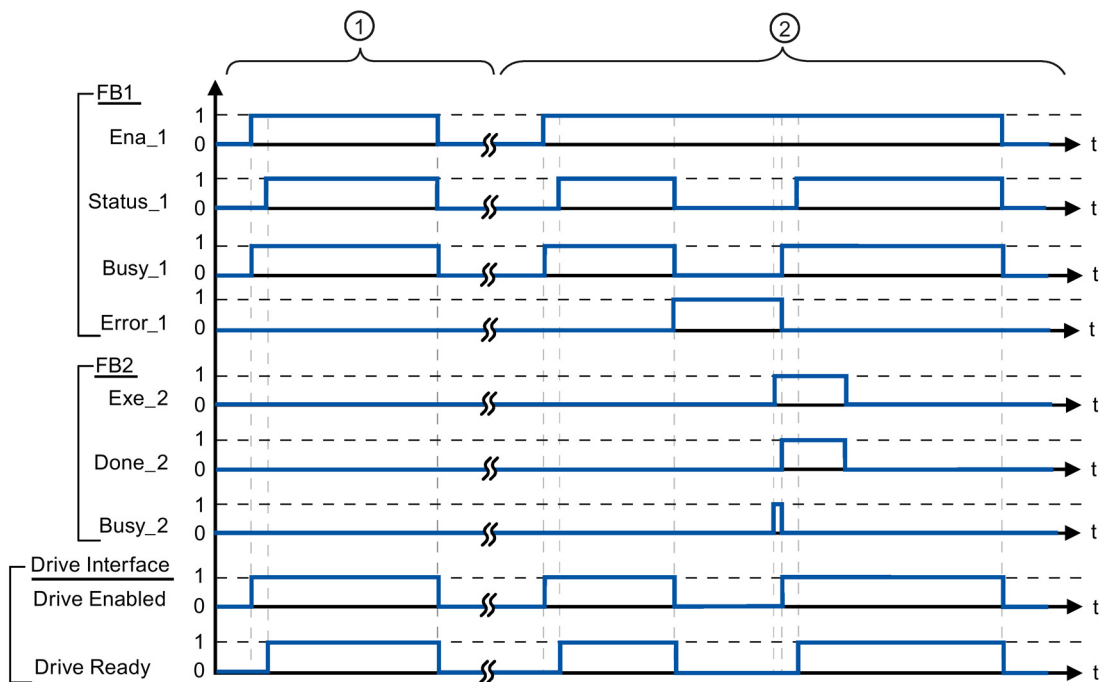 ① ②
FB1
1
Ena_1 0 t
1
Status_1 0 t
1
Busy_1 0 t
1
Error_1 0 t
FB2
1
Exe_2 0 t
1
Done_2 0 t
1
Busy_2 0 t
Drive Interface
1
Drive Enabled 0 t
1
Drive Ready 0 t